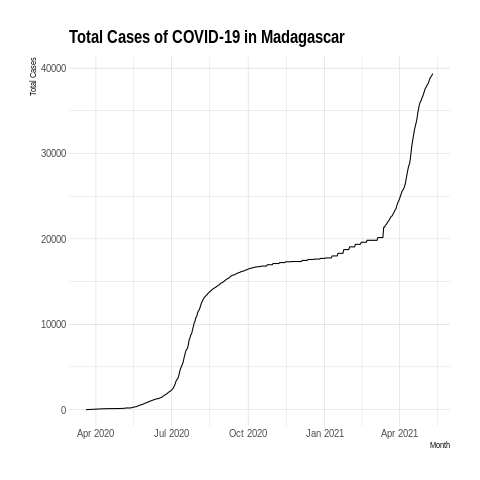 Total Cases of COVID-19 in Madagascar
Total Cases
40000
30000
20000
10000
0
Apr 2020 Jul 2020 Oct 2020 Jan 2021 Apr 2021
Month